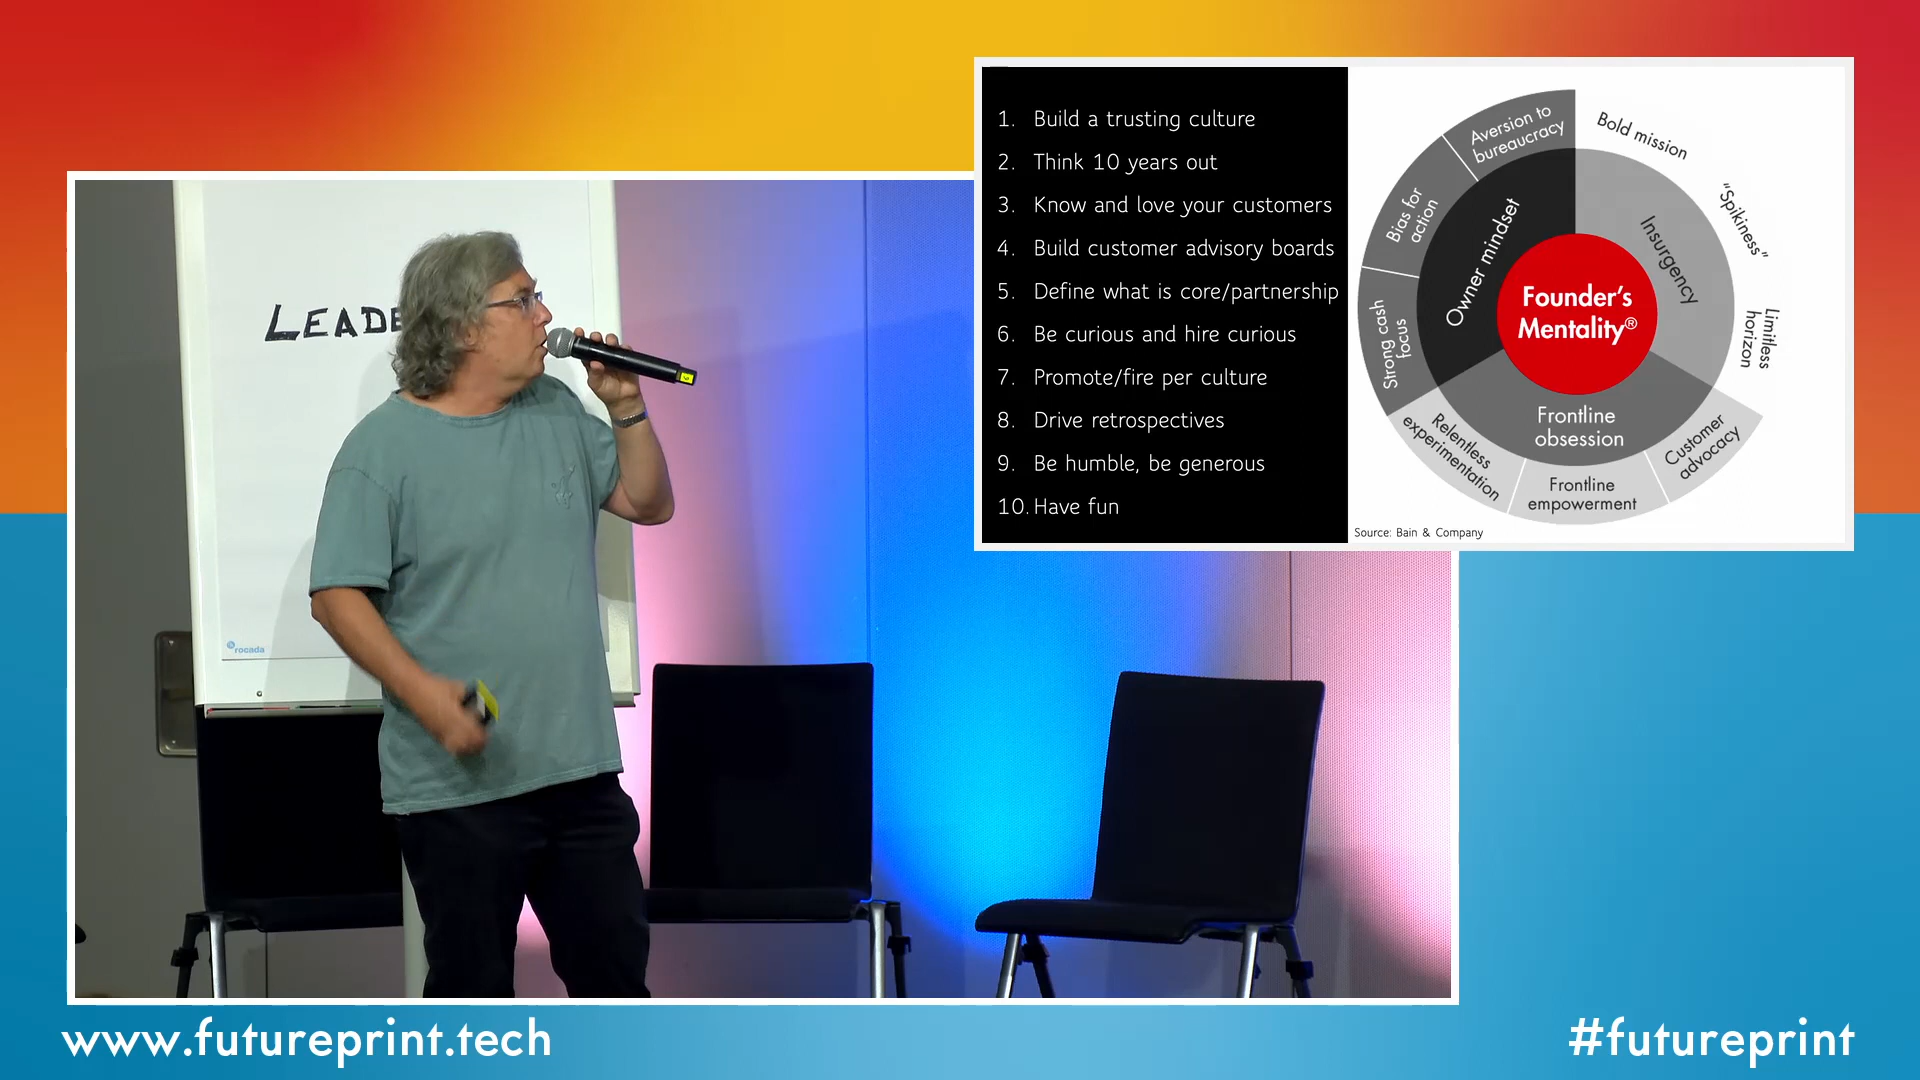 1. Build a trusting culture
2. Think 10 years out
3. Know and love your customers
4. Build customer advisory boards
5. Define what is core/partnership
6. Be curious and hire curious
7. Promote/fire per culture
8. Drive retrospectives
9. Be humble, be generous
10. Have fun
Aversion to
bureaucracy
Bold mission
Bias for
action
"Spikiness"
Owner mindset
Insurgency
Founder's
Mentality®
Strong cash
focus
Limitless
horizon
Frontline
obsession
Relentless
experimentation
Frontline
empowerment
Customer
advocacy
Source: Bain & Company
rocada
www.futureprint.tech
#futureprint